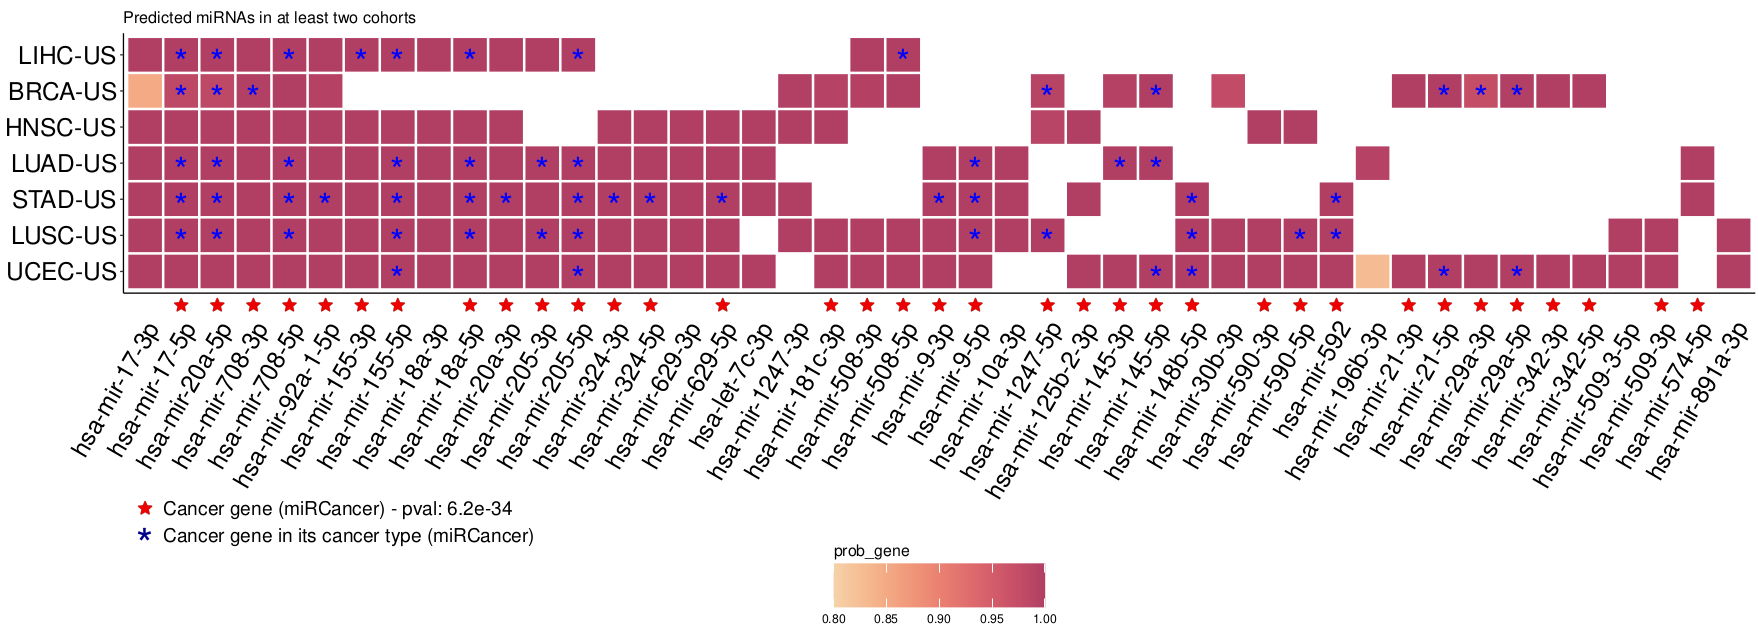 Predicted miRNAs in at least two cohorts
LIHC-US
BRCA-US
HNSC-US
LUAD-US
STAD-US
LUSC-US
UCEC-US
hsa-mir-17-3p
hsa-mir-17-5p
hsa-mir-20a-5p
hsa-mir-708-3p
hsa-mir-708-5p
hsa-mir-92a-1-5p
hsa-mir-155-3p
hsa-mir-155-5p
hsa-mir-18a-3p
hsa-mir-18a-5p
hsa-mir-20a-3p
hsa-mir-205-3p
hsa-mir-205-5p
hsa-mir-324-3p
hsa-mir-324-5p
hsa-mir-629-3p
hsa-mir-629-5p
hsa-let-7c-3p
hsa-mir-1247-3p
hsa-mir-181c-3p
hsa-mir-508-3p
hsa-mir-508-5p
hsa-mir-9-3p
hsa-mir-9-5p
hsa-mir-10a-3p
hsa-mir-1247-5p
hsa-mir-125b-2-3p
hsa-mir-145-3p
hsa-mir-145-5p
hsa-mir-148b-5p
hsa-mir-30b-3p
hsa-mir-590-3p
hsa-mir-590-5p
hsa-mir-592
hsa-mir-196b-3p
hsa-mir-21-3p
hsa-mir-21-5p
hsa-mir-29a-3p
hsa-mir-29a-5p
hsa-mir-342-3p
hsa-mir-342-5p
hsa-mir-509-3-5p
hsa-mir-509-3p
hsa-mir-574-5p
hsa-mir-891a-3p
Cancer gene (miRCancer) - pval: 6.2e-34
Cancer gene in its cancer type (miRCancer)
prob_gene
0.80 0.85 0.90 0.95 1.00